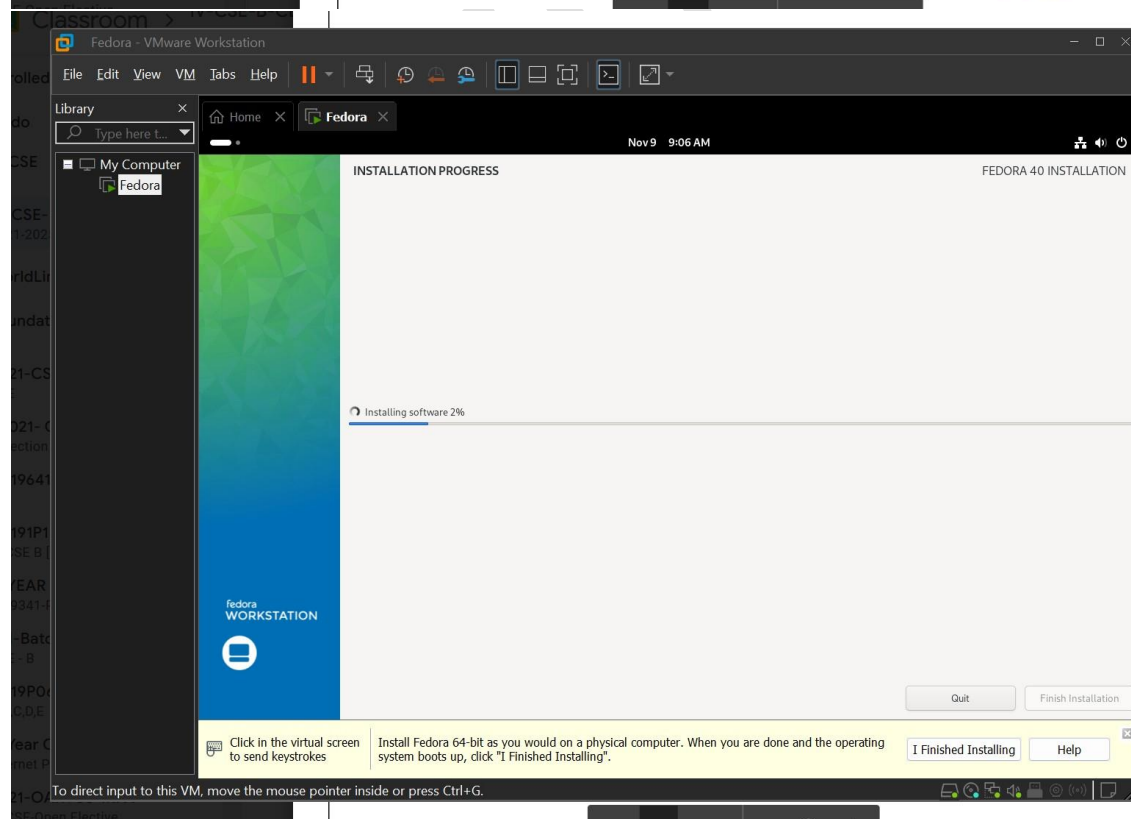 Classroom >
Fedora - VMware Workstation
File Edit View VM Tabs Help
Library
Type here t...
My Computer
Fedora
Home
Fedora
Nov 9 9:06 AM
INSTALLATION PROGRESS
FEDORA 40 INSTALLATION
Installing software 2%
fedora
WORKSTATION
Quit
Finish Installation
Click in the virtual screen
to send keystrokes
Install Fedora 64-bit as you would on a physical computer. When you are done and the operating
system boots up, click "I Finished Installing".
I Finished Installing
Help
To direct input to this VM, move the mouse pointer inside or press Ctrl+G.